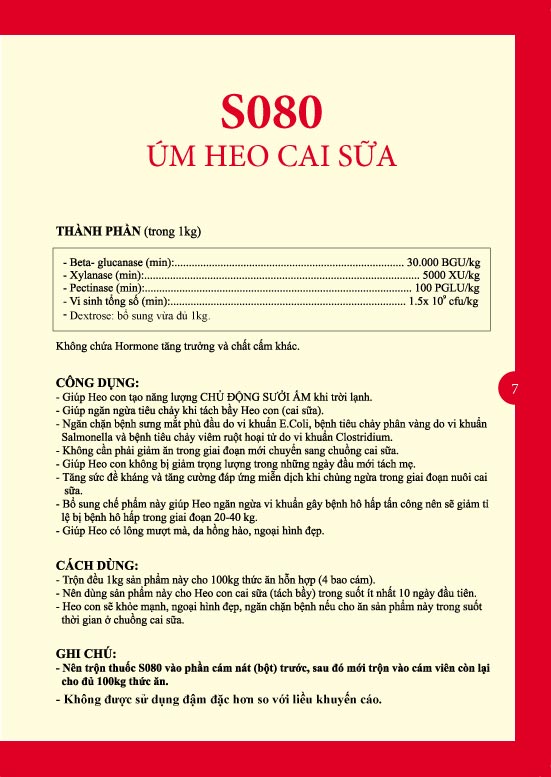 S080
ÚM HEO CAI SỮA
THÀNH PHẦN (trong 1kg)
- Beta- glucanase (min):.................................................................................. 30.000 BGU/kg
- Xylanase (min):................................................................................................ 5000 XU/kg
- Pectinase (min):............................................................................................ 100 PGLU/kg
- Vi sinh tổng số (min):.................................................................................. 1.5x 10⁹ cfu/kg
- Dextrose: bổ sung vừa đủ 1kg.
Không chứa Hormone tăng trưởng và chất cấm khác.
CÔNG DỤNG:
7
- Giúp Heo con tạo năng lượng CHỦ ĐỘNG SƯỞI ẤM khi trời lạnh.
- Giúp ngăn ngừa tiêu chảy khi tách bầy Heo con (cai sữa).
- Ngăn chặn bệnh sưng mắt phù đầu do vi khuẩn E.Coli, bệnh tiêu chảy phân vàng do vi khuẩn
Salmonella và bệnh tiêu chảy viêm ruột hoại tử do vi khuẩn Clostridium.
- Không cần phải giảm ăn trong giai đoạn mới chuyển sang chuồng cai sữa.
- Giúp Heo con không bị giảm trọng lượng trong những ngày đầu mới tách mẹ.
- Tăng sức đề kháng và tăng cường đáp ứng miễn dịch khi chủng ngừa trong giai đoạn nuôi cai
sữa.
- Bổ sung chế phẩm này giúp Heo ngăn ngừa vi khuẩn gây bệnh hô hấp tấn công nên sẽ giảm tỉ
lệ bị bệnh hô hấp trong giai đoạn 20-40 kg.
- Giúp Heo có lông mượt mà, da hồng hào, ngoại hình đẹp.
CÁCH DÙNG:
- Trộn đều 1kg sản phẩm này cho 100kg thức ăn hỗn hợp (4 bao cám).
- Nên dùng sản phẩm này cho Heo con cai sữa (tách bầy) trong suốt ít nhất 10 ngày đầu tiên.
- Heo con sẽ khỏe mạnh, ngoại hình đẹp, ngăn chặn bệnh nếu cho ăn sản phẩm này trong suốt
thời gian ở chuồng cai sữa.
GHI CHÚ:
- Nên trộn thuốc S080 vào phần cám nát (bột) trước, sau đó mới trộn vào cám viên còn lại
cho đủ 100kg thức ăn.
- Không được sử dụng đậm đặc hơn so với liều khuyến cáo.